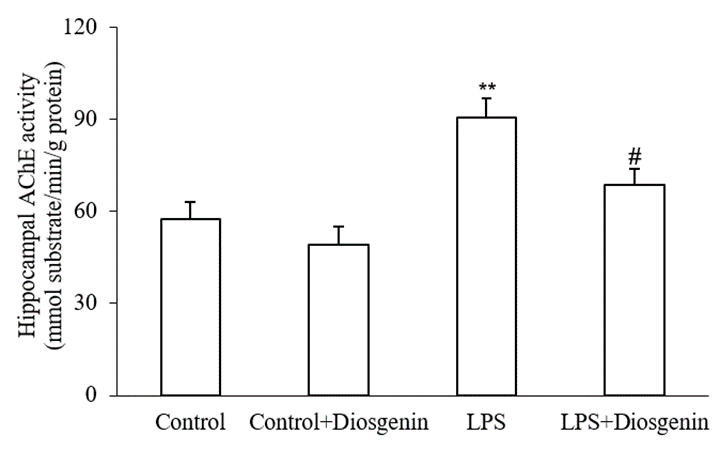 Hippocampal AChE activity
(mmol substrate/min/g protein)
120
90
60
30
0
**
#
Control
Control+Diosgenin
LPS
LPS+Diosgenin